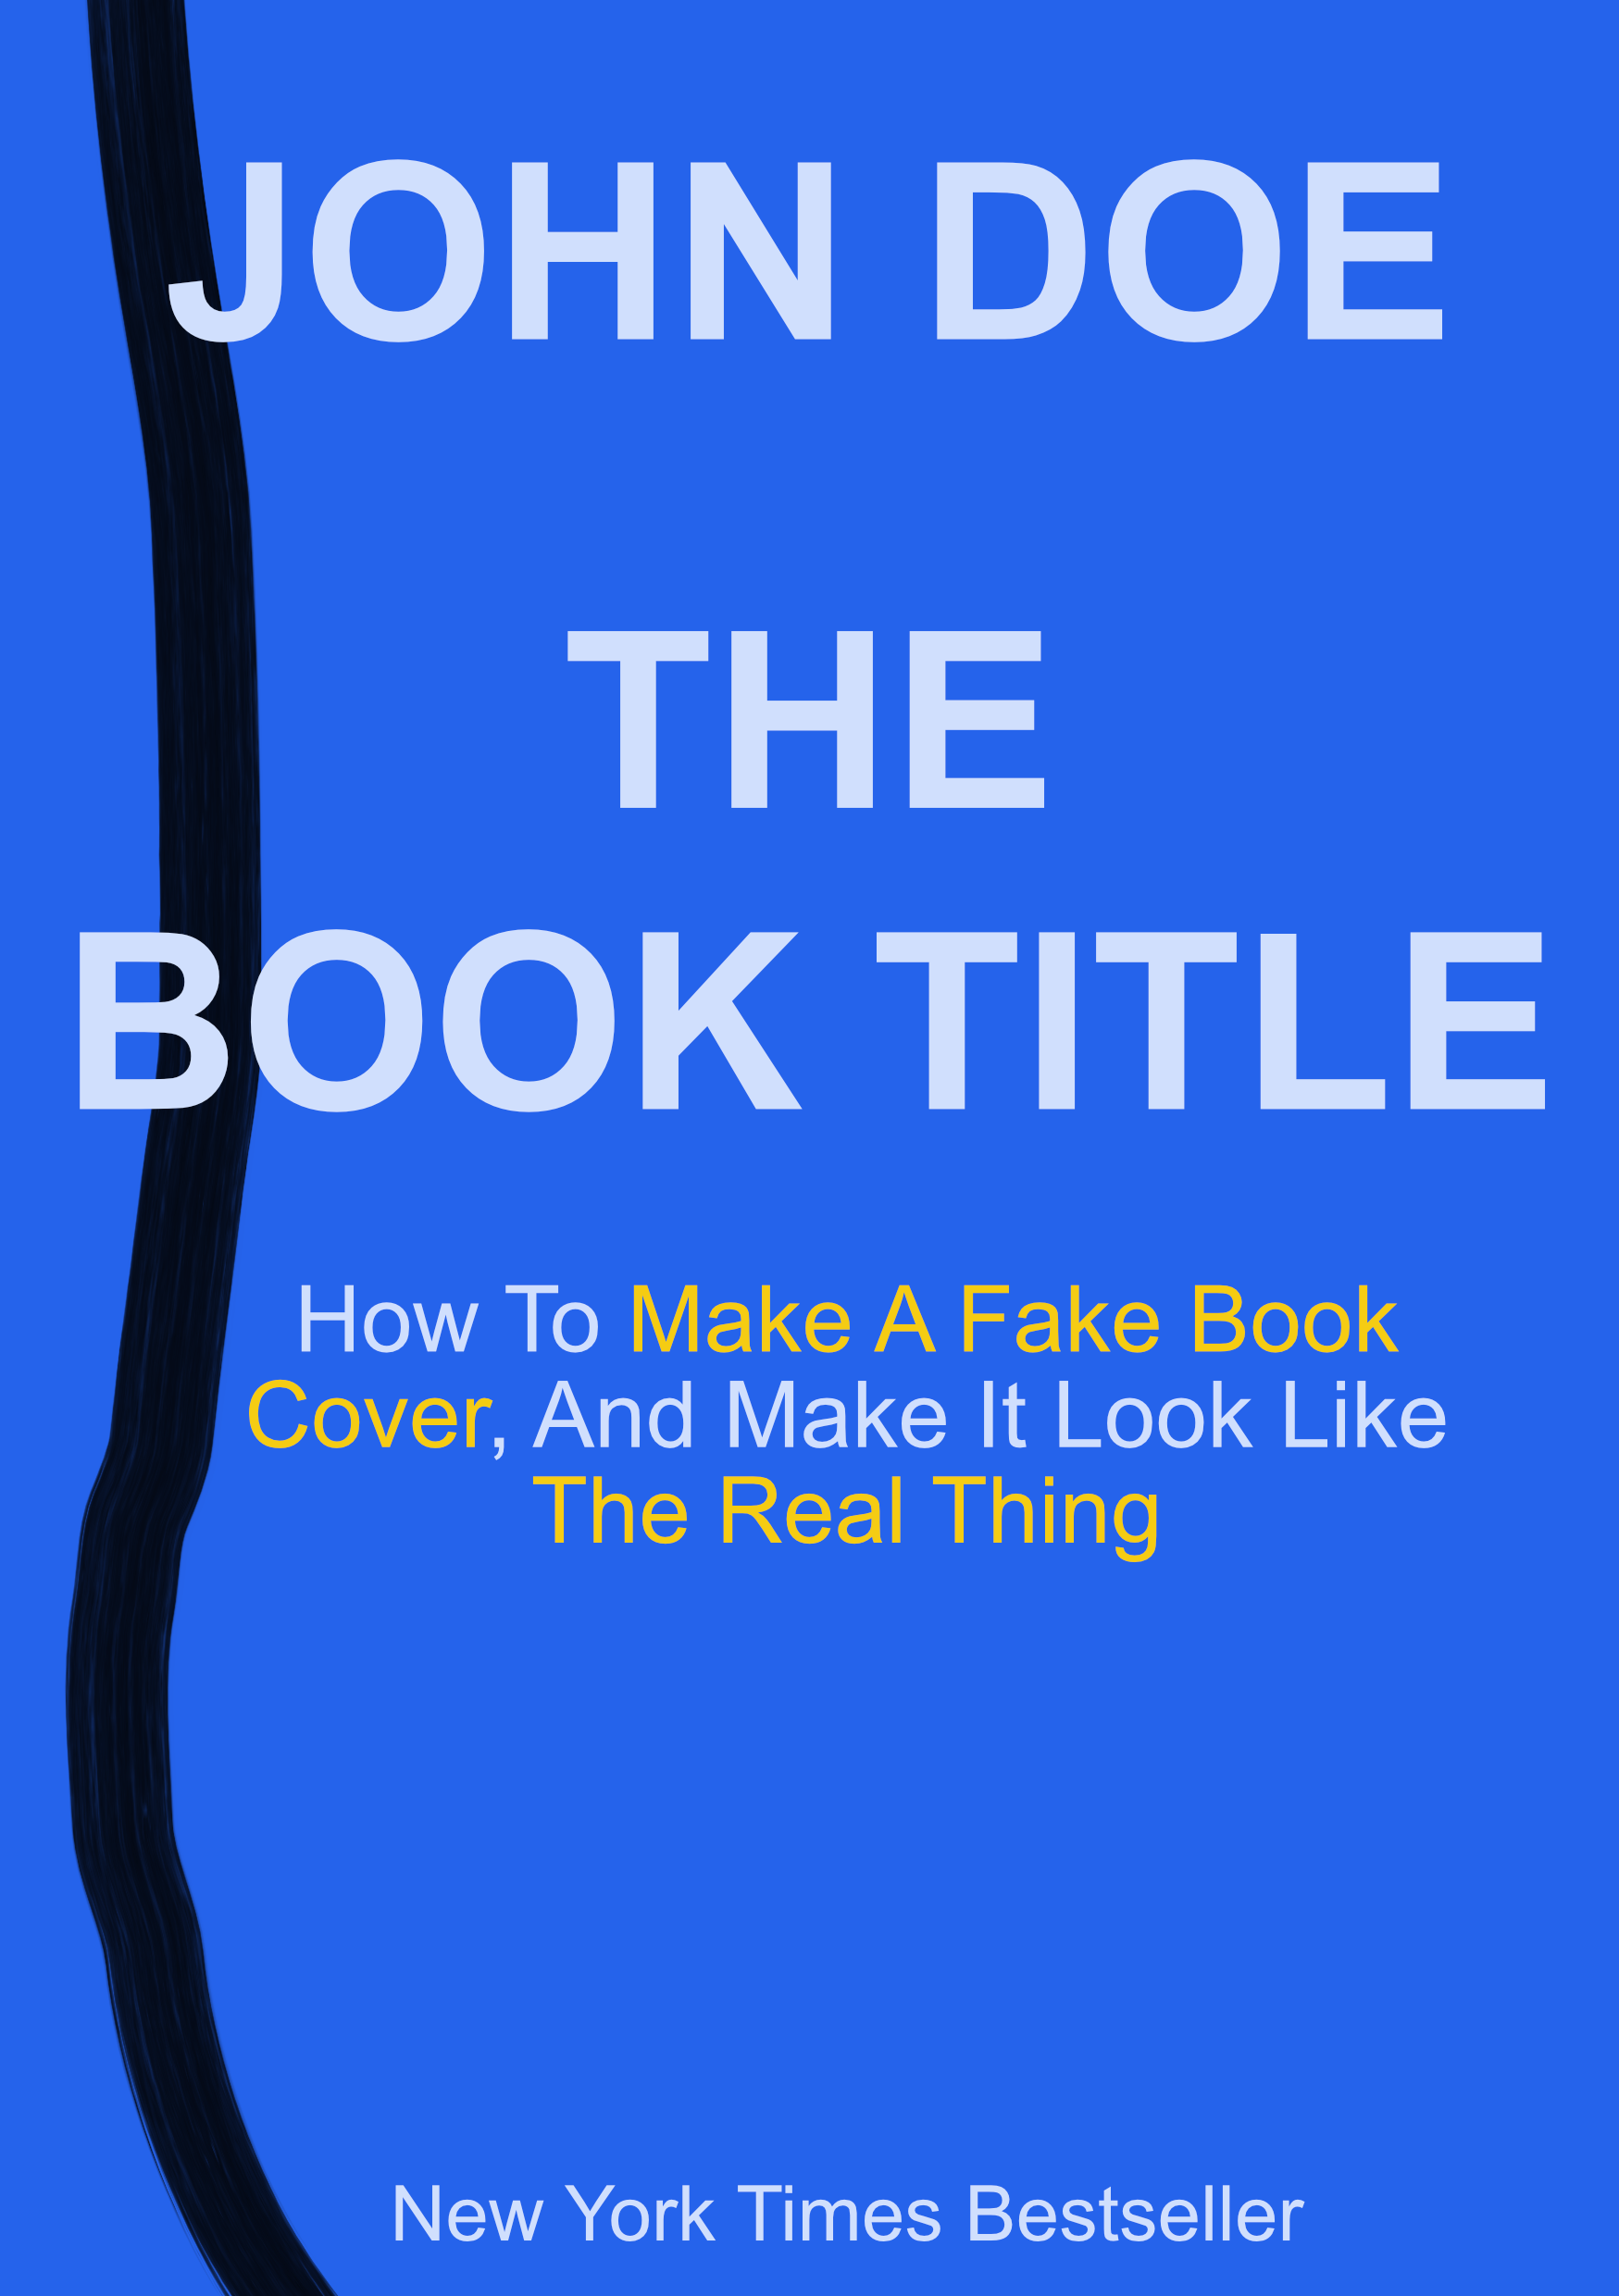 JOHN DOE
THE
BOOK TITLE
How To Make A Fake Book
Cover, And Make It Look Like
The Real Thing
New York Times Bestseller